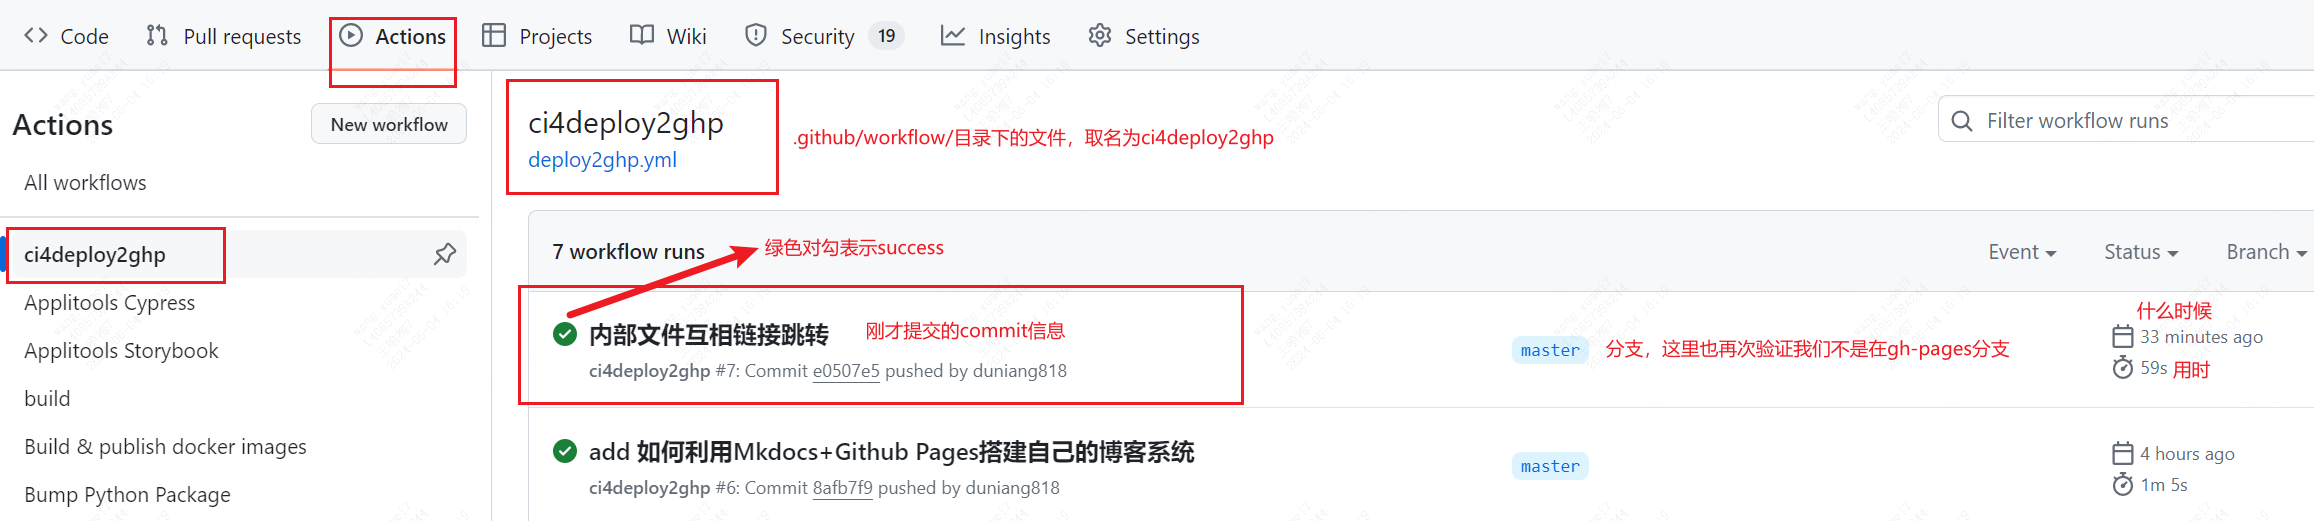 Code
Pull requests
Actions
Projects
Wiki
Security 19
Insights
Settings
Actions
New workflow
All workflows
ci4deploy2ghp
Applitools Cypress
Applitools Storybook
build
Build & publish docker images
Bump Python Package
ci4deploy2ghp
deploy2ghp.yml
.github/workflow/目录下的文件，取名为ci4deploy2ghp
Filter workflow runs
7 workflow runs
绿色对勾表示success
Event
Status
Branch
内部文件互相链接跳转
刚才提交的commit信息
ci4deploy2ghp #7: Commit e0507e5 pushed by duniang818
master
分支，这里也再次验证我们不是在gh-pages分支
什么时候
33 minutes ago
59s 用时
add 如何利用Mkdocs+Github Pages搭建自己的博客系统
ci4deploy2ghp #6: Commit 8afb7f9 pushed by duniang818
master
4 hours ago
1m 5s